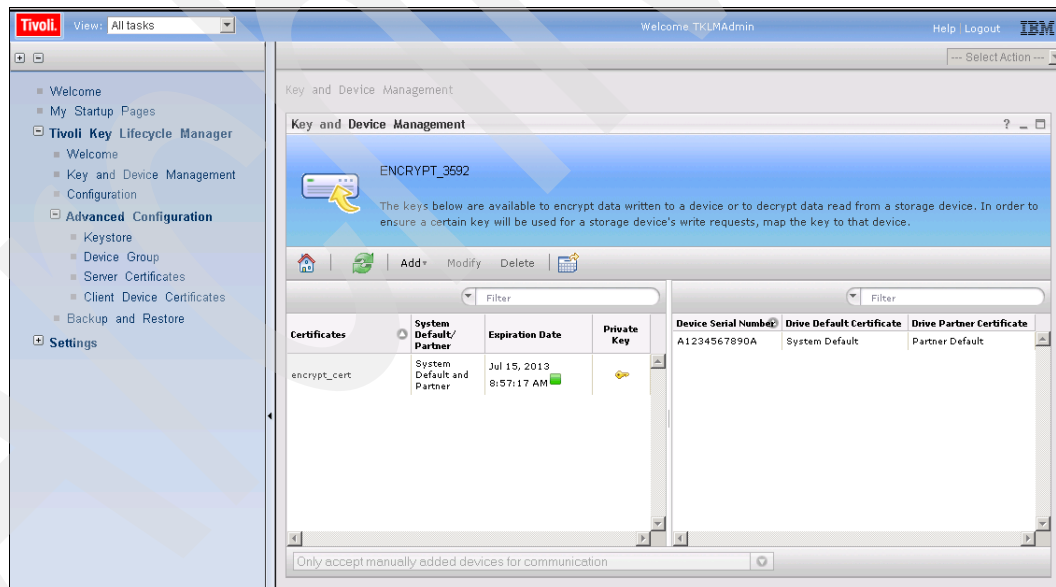 Tivoli. View: All tasks Welcome TKLMAdmin Help Logout IBM
--- Select Action ---
Welcome
My Startup Pages
Tivoli Key Lifecycle Manager
Welcome
Key and Device Management
Configuration
Advanced Configuration
Keystore
Device Group
Server Certificates
Client Device Certificates
Backup and Restore
Settings
Key and Device Management
Key and Device Management ?
ENCRYPT_3592
The keys below are available to encrypt data written to a device or to decrypt data read from a storage device. In order to
ensure a certain key will be used for a storage device's write requests, map the key to that device.
Add Modify Delete
Filter
Certificates System Default/ Partner Expiration Date Private Key
encrypt_cert System Default and Partner Jul 15, 2013 8:57:17 AM
Filter
Device Serial Number Drive Default Certificate Drive Partner Certificate
A1234567890A System Default Partner Default
Only accept manually added devices for communication